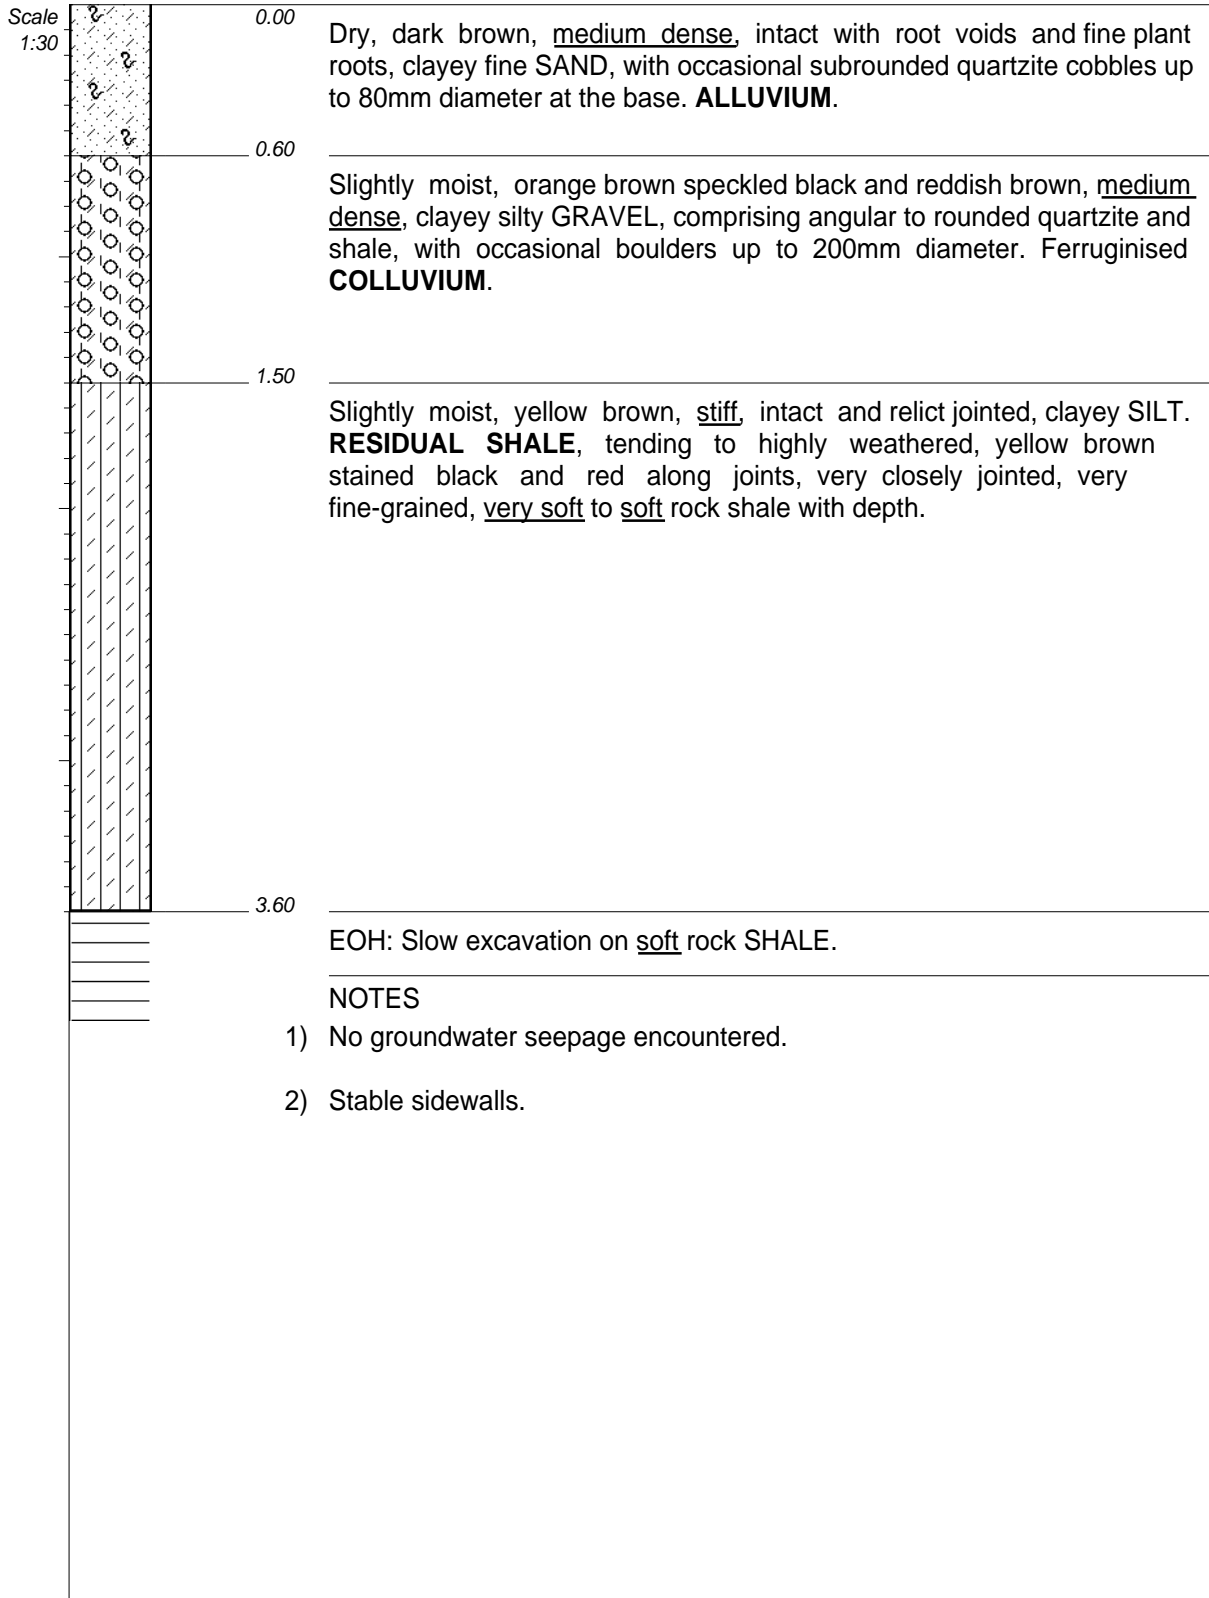 Scale
1:30
0.00
Dry, dark brown, medium dense, intact with root voids and fine plant
roots, clayey fine SAND, with occasional subrounded quartzite cobbles up
to 80mm diameter at the base. ALLUVIUM.
0.60
Slightly moist, orange brown speckled black and reddish brown, medium
dense, clayey silty GRAVEL, comprising angular to rounded quartzite and
shale, with occasional boulders up to 200mm diameter. Ferruginised
COLLUVIUM.
1.50
Slightly moist, yellow brown, stiff, intact and relict jointed, clayey SILT.
RESIDUAL SHALE, tending to highly weathered, yellow brown
stained black and red along joints, very closely jointed, very
fine-grained, very soft to soft rock shale with depth.
3.60
EOH: Slow excavation on soft rock SHALE.
NOTES
1) No groundwater seepage encountered.
2) Stable sidewalls.